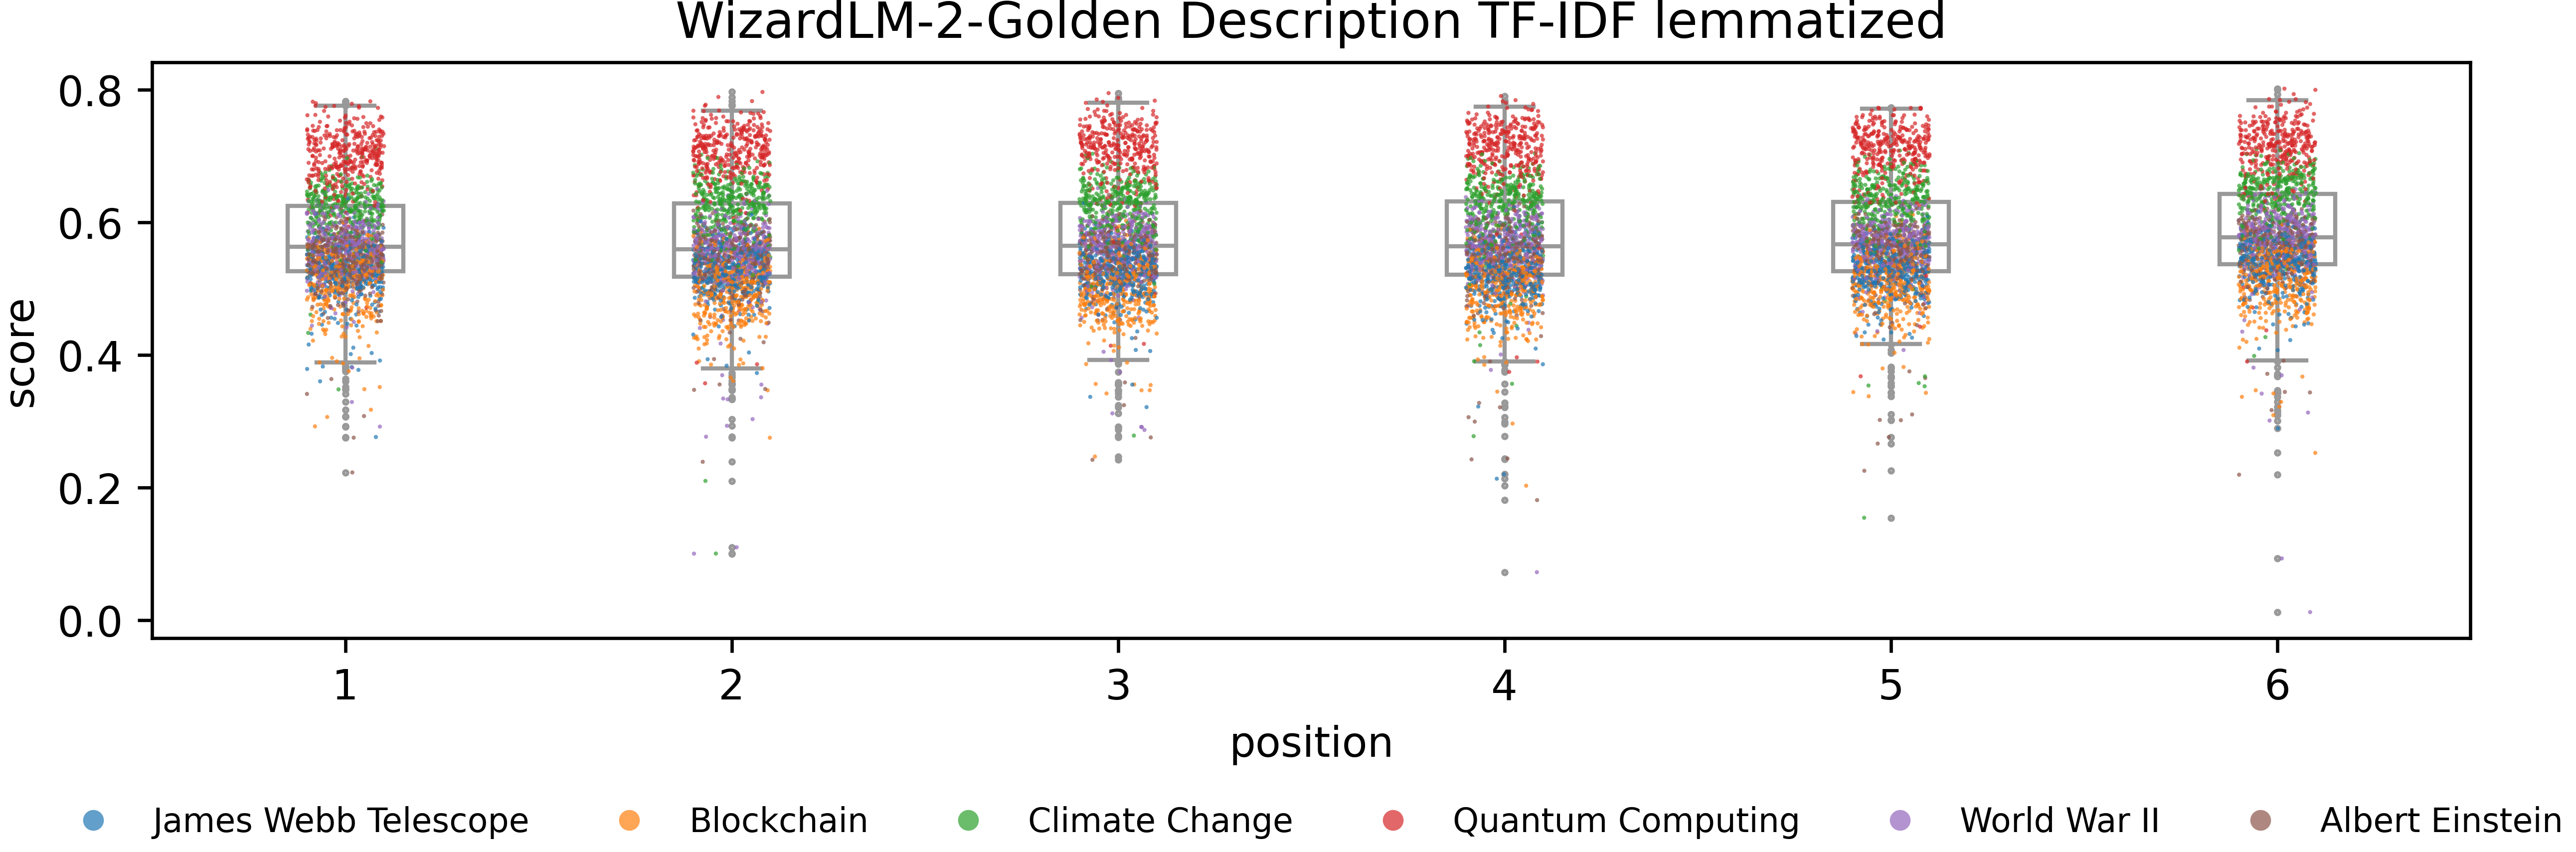 WizardLM-2-Golden Description TF-IDF lemmatized
0.8
0.6
0.4
0.2
0.0
score
1 2 3 4 5 6
position
James Webb Telescope Blockchain Climate Change Quantum Computing World War II Albert Einstein